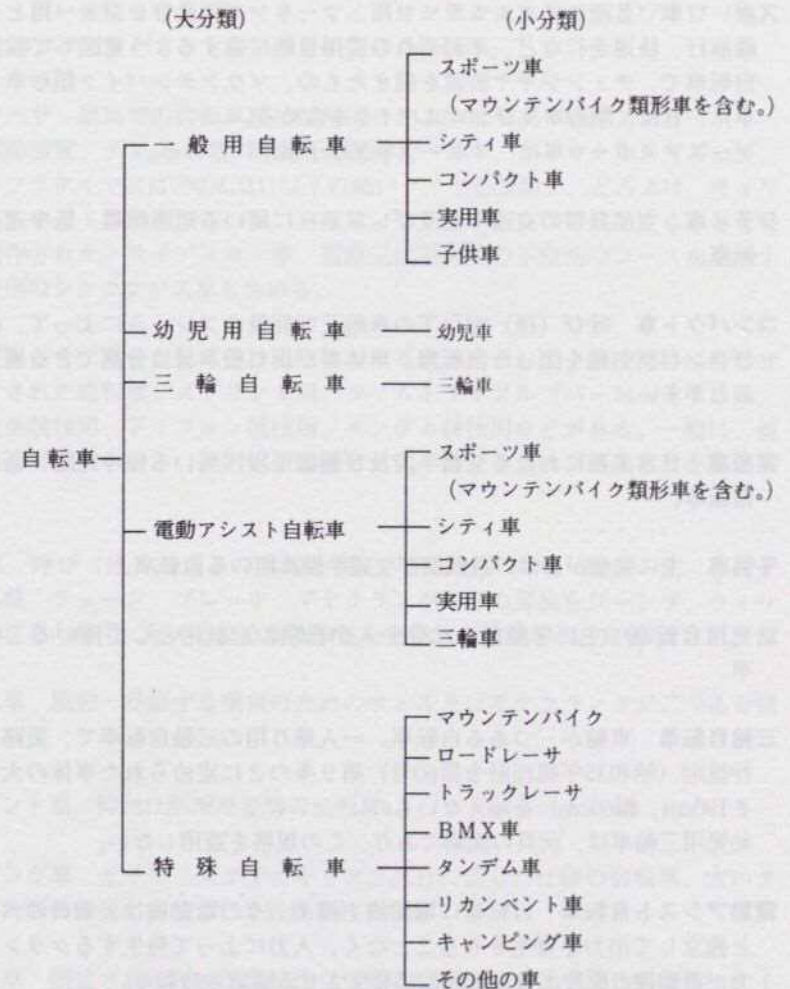 (大分類)
(小分類)
自転車
一般用自転車
スポーツ車
(マウンテンバイク類形車を含む。)
シティ車
コンパクト車
実用車
子供車
幼児用自転車
幼児車
三輪自転車
三輪車
電動アシスト自転車
スポーツ車
(マウンテンバイク類形車を含む。)
シティ車
コンパクト車
実用車
三輪車
特殊自転車
マウンテンバイク
ロードレーサ
トラックレーサ
BMX車
タンデム車
リカンベント車
キャンピング車
その他の車